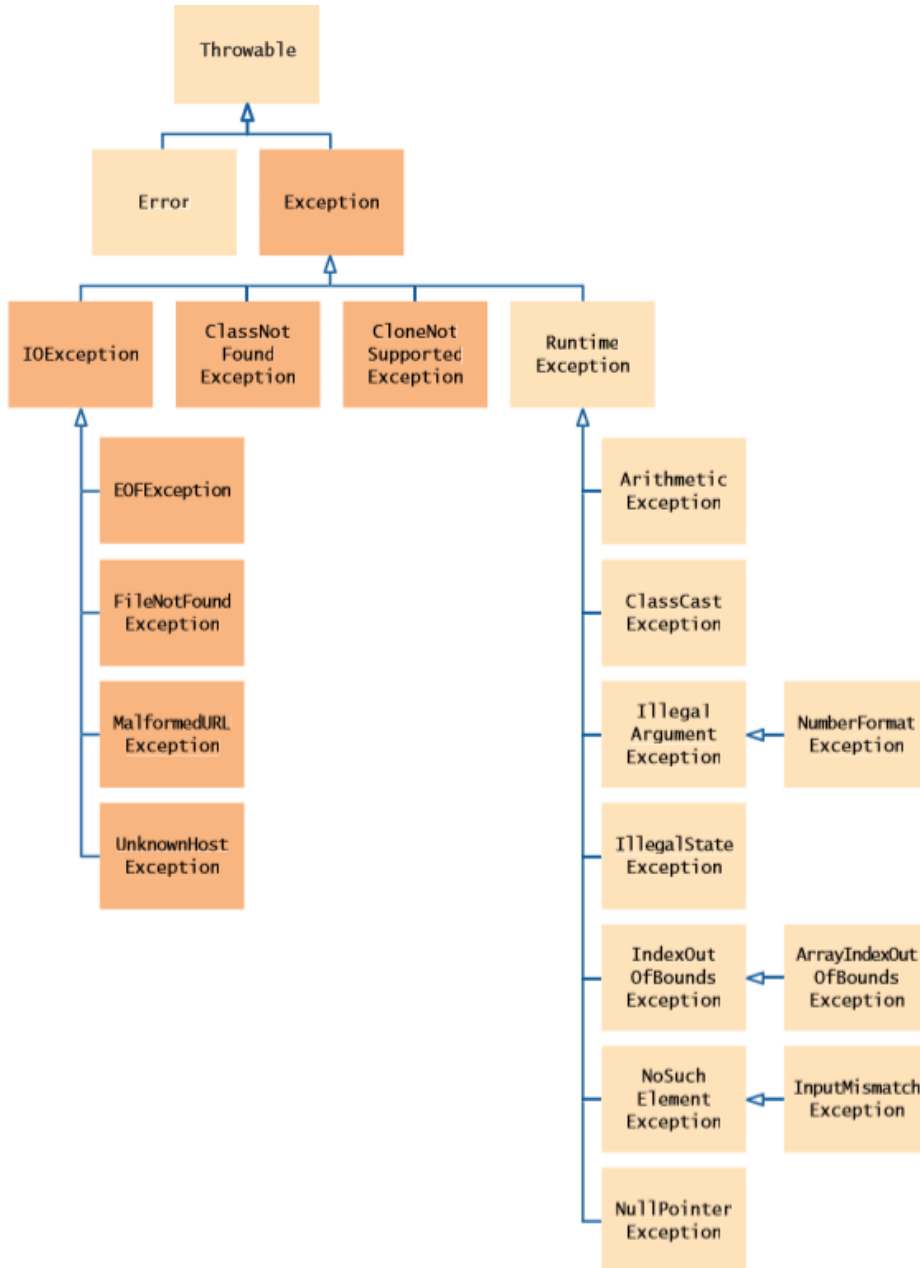 Throwable
Error
Exception
IOException
ClassNot
Found
Exception
CloneNot
Supported
Exception
Runtime
Exception
EOFException
FileNotFound
Exception
MalformedURL
Exception
UnknownHost
Exception
Arithmetic
Exception
ClassCast
Exception
Illegal
Argument
Exception
NumberFormat
Exception
IllegalState
Exception
IndexOut
OfBounds
Exception
ArrayIndexOut
OfBounds
Exception
NoSuch
Element
Exception
InputMismatch
Exception
NullPointer
Exception